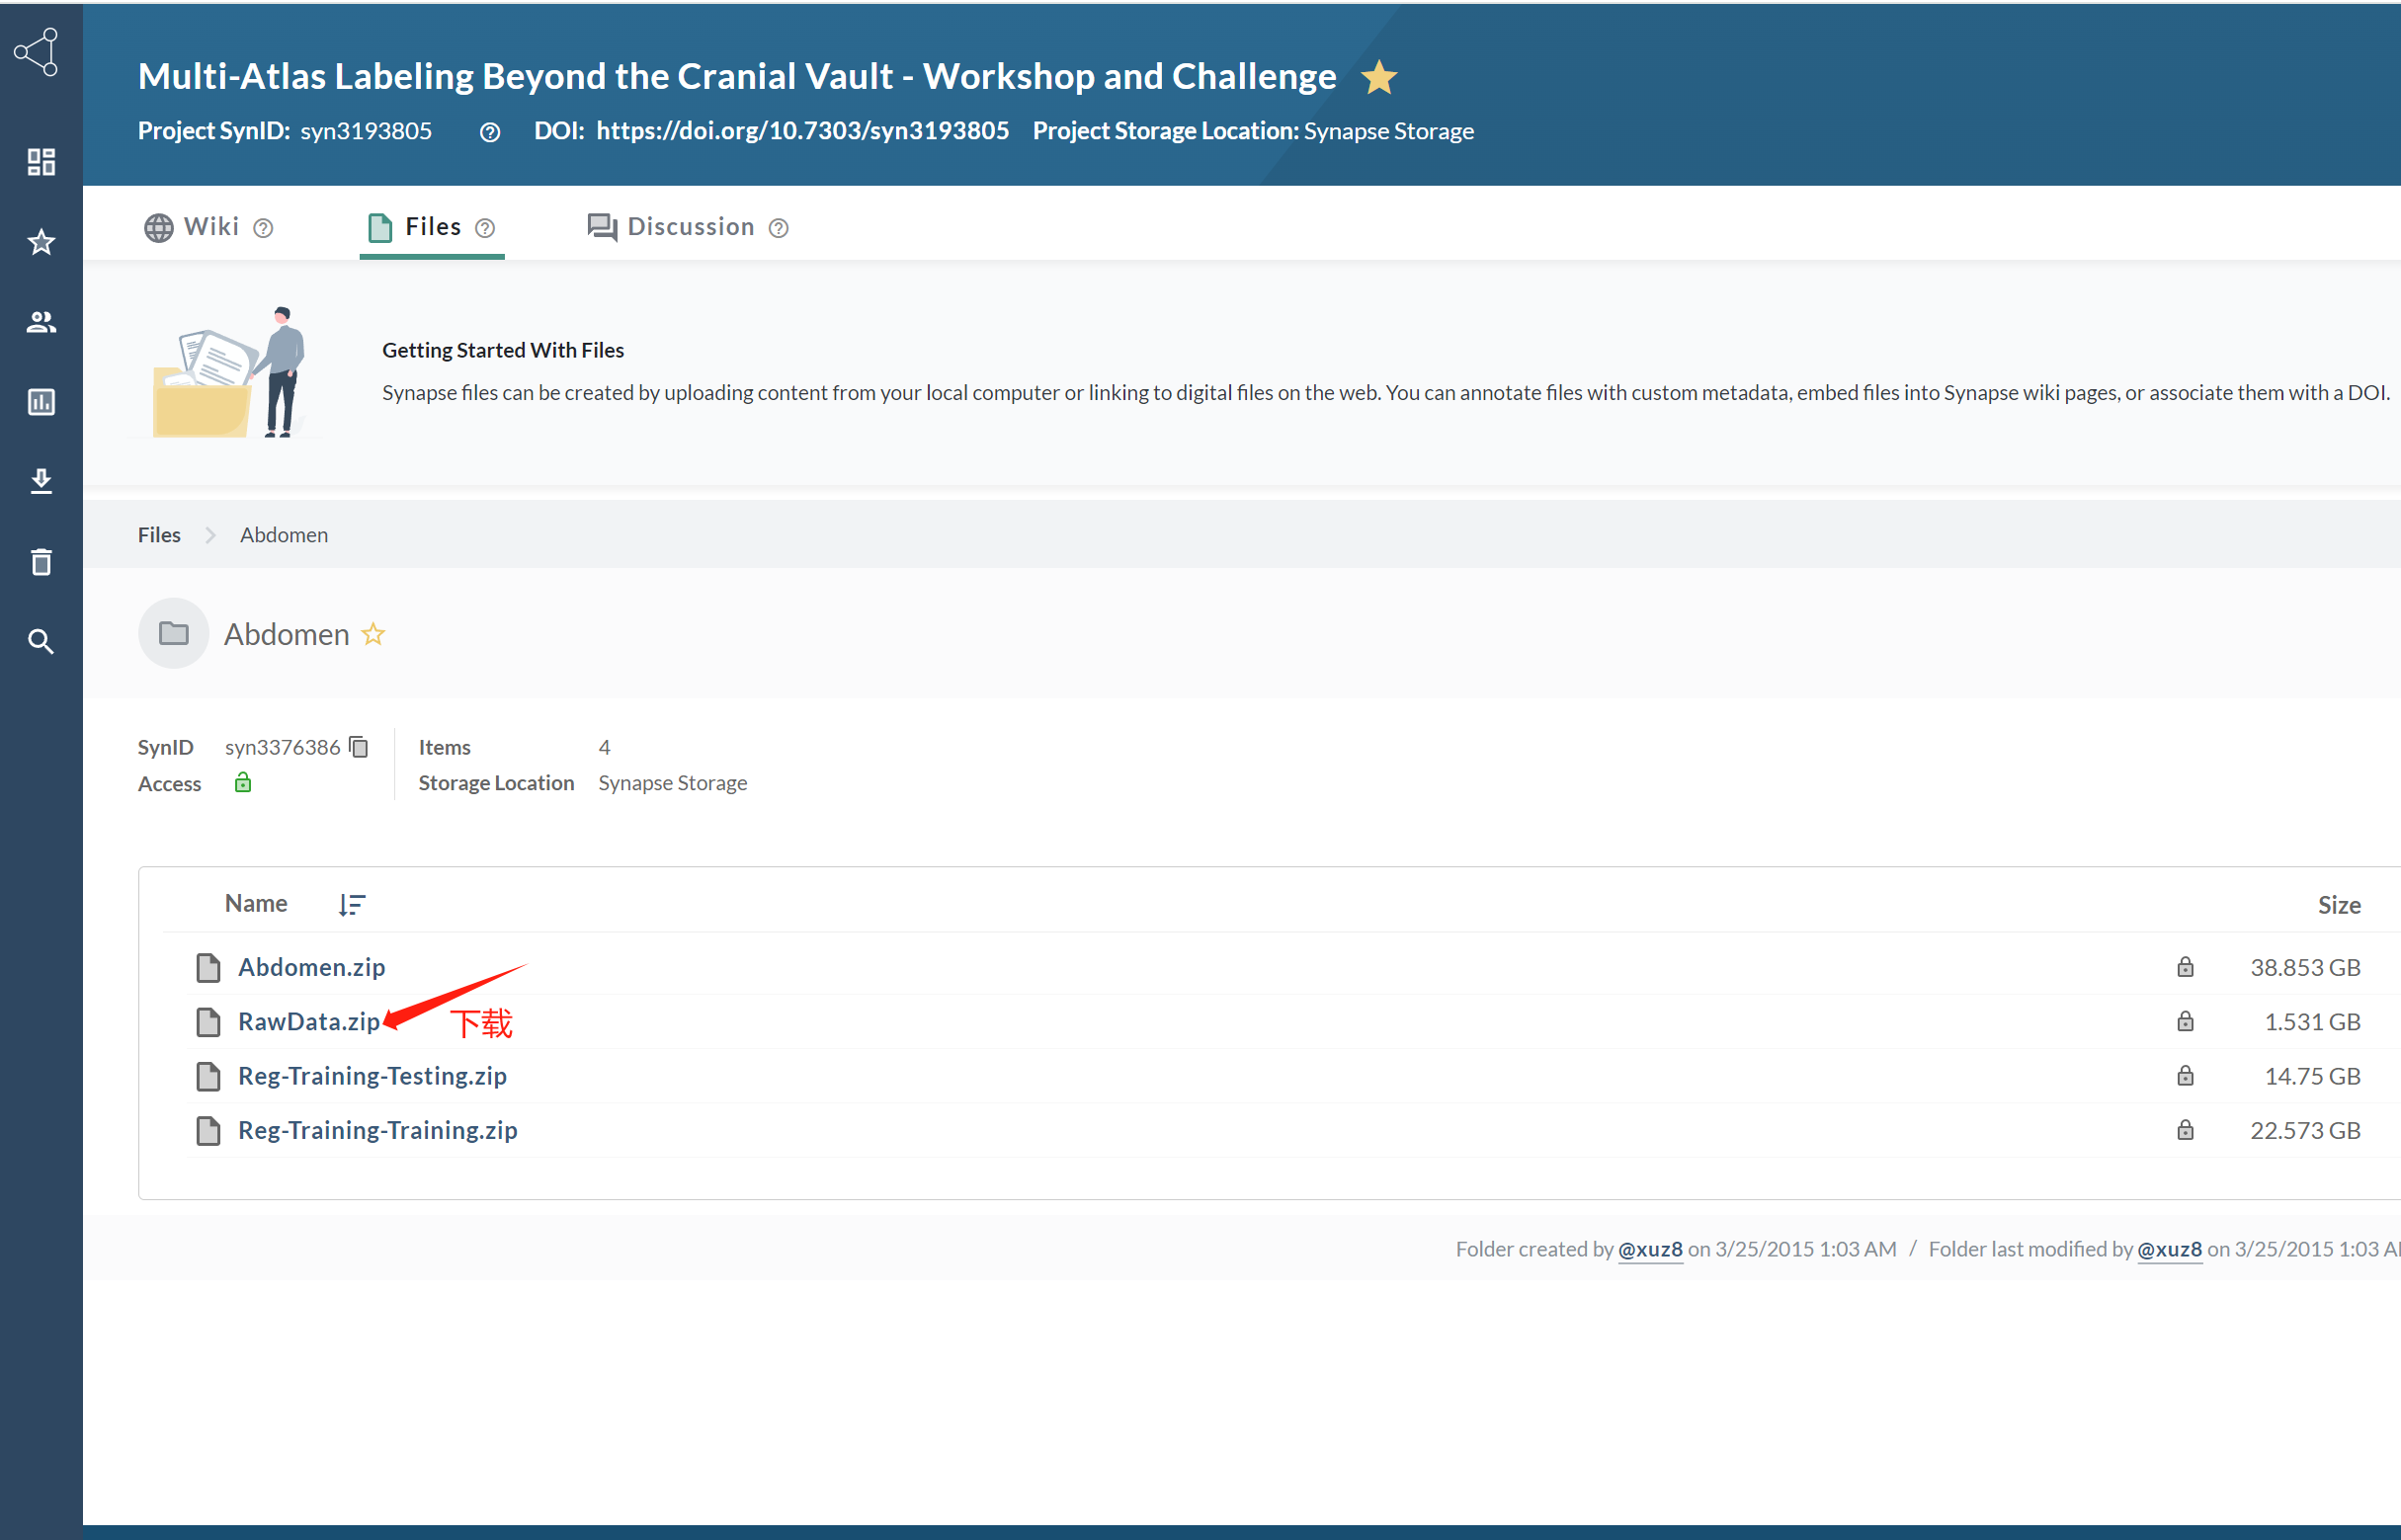 Multi-Atlas Labeling Beyond the Cranial Vault - Workshop and Challenge
Project SynID: syn3193805 DOI: https://doi.org/10.7303/syn3193805 Project Storage Location: Synapse Storage
Wiki Files Discussion
Getting Started With Files
Synapse files can be created by uploading content from your local computer or linking to digital files on the web. You can annotate files with custom metadata, embed files into Synapse wiki pages, or associate them with a DOI.
Files Abdomen
Abdomen
SynID syn3376386 Items 4
Access Storage Location Synapse Storage
Name Size
Abdomen.zip 38.853 GB
RawData.zip 下载 1.531 GB
Reg-Training-Testing.zip 14.75 GB
Reg-Training-Training.zip 22.573 GB
Folder created by @xuz8 on 3/25/2015 1:03 AM / Folder last modified by @xuz8 on 3/25/2015 1:03